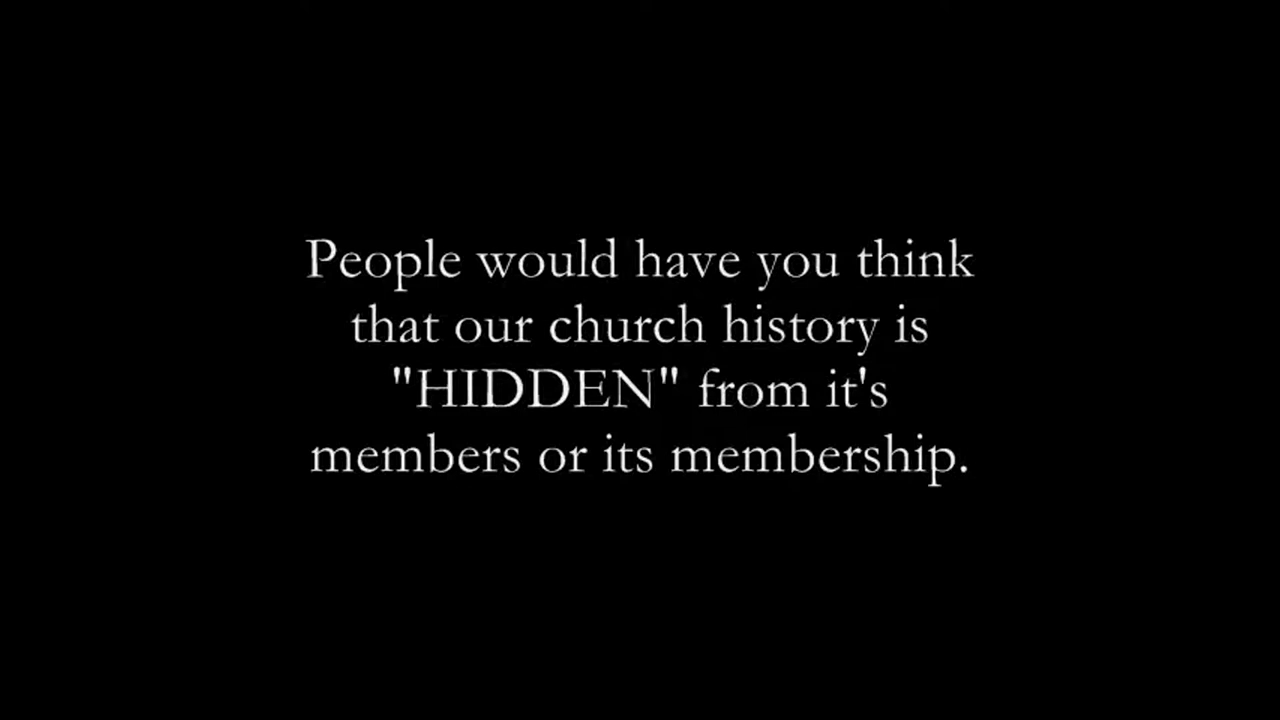 People would have you think
that our church history is
"HIDDEN" from it's
members or its membership.